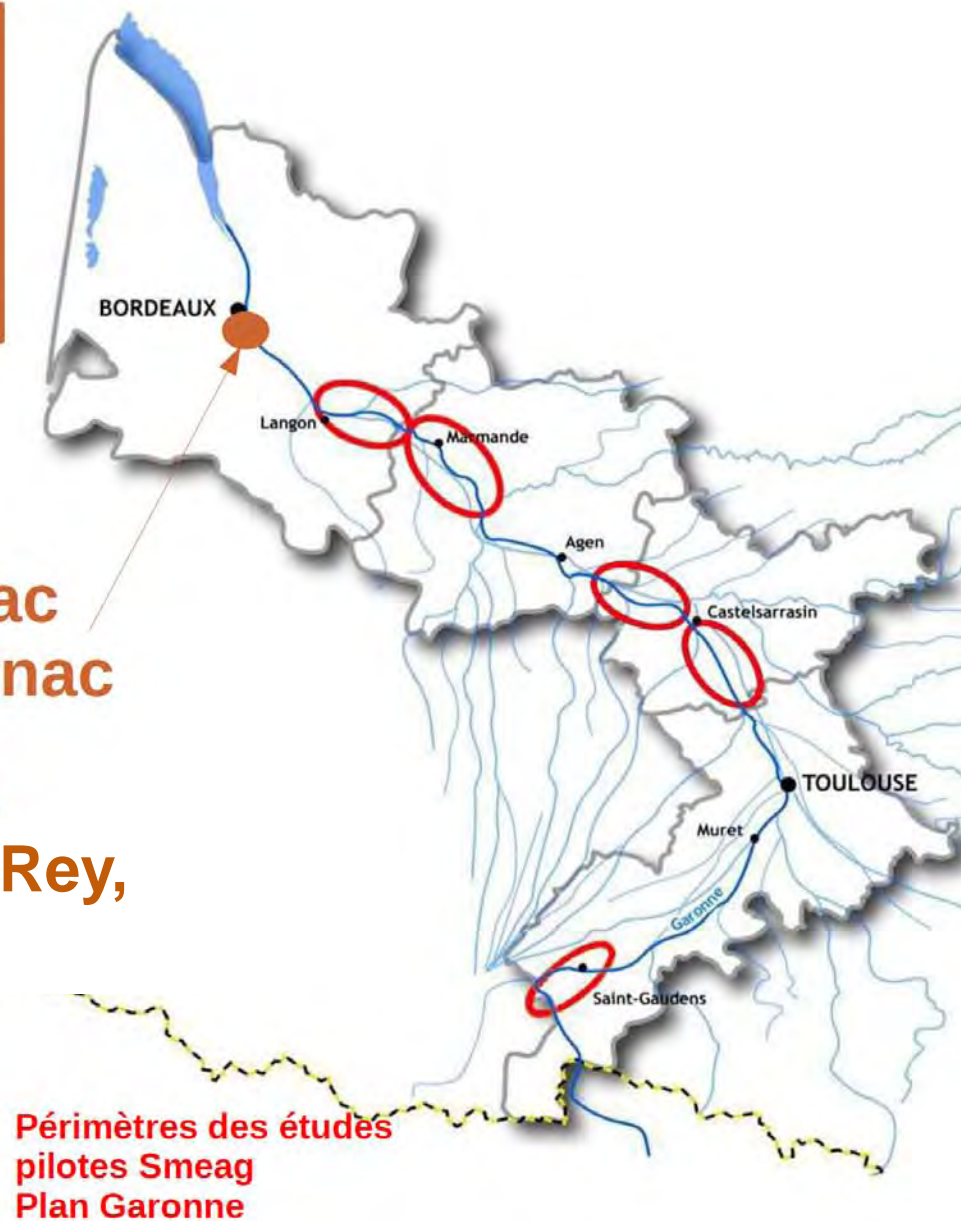 BORDEAUX
Langon
Marmande
Agen
Castelsarrasin
ac
nac
TOULOUSE
Muret
Rey,
Garonne
Saint-Gaudens
Périmètres des études
pilotes Smeag
Plan Garonne